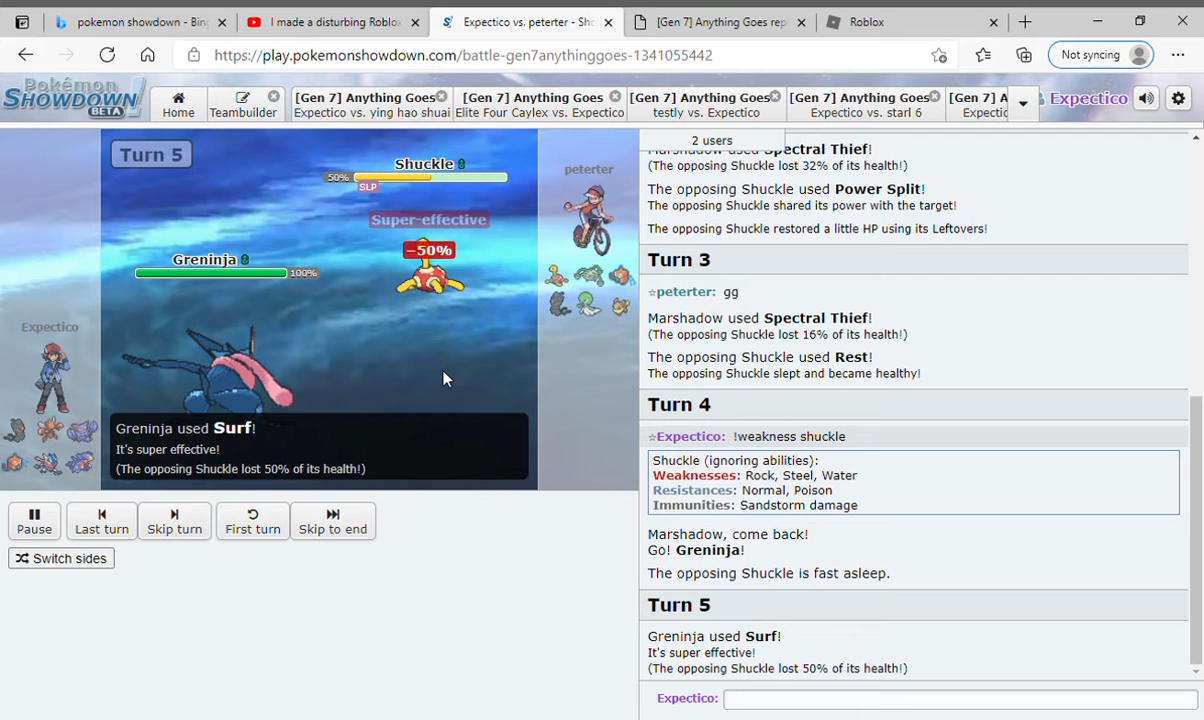 pokemon showdown - Bin
I made a disturbing Roblox
Expectico vs. peterter - Sho
[Gen 7] Anything Goes repl
Roblox
https://play.pokemonshowdown.com/battle-gen7anythinggoes-1341055442
Not syncing
Pokémon
SHOWDOWN
BETA
Home
Teambuilder
[Gen 7] Anything Goes
Expectico vs. ying hao shuai
[Gen 7] Anything Goes
Elite Four Caylex vs. Expectico
[Gen 7] Anything Goes
testly vs. Expectico
[Gen 7] Anything Goes
Expectico vs. starl 6
[Gen 7] A
Expectic
Expectico
Turn 5
Shuckle
50%
SLP
Super-effective
−50%
Greninja
100%
peterter
Expectico
Greninja used Surf!
It's super effective!
(The opposing Shuckle lost 50% of its health!)
Pause
Last turn
Skip turn
First turn
Skip to end
Switch sides
2 users
Marshadow used Spectral Thief!
(The opposing Shuckle lost 32% of its health!)
The opposing Shuckle used Power Split!
The opposing Shuckle shared its power with the target!
The opposing Shuckle restored a little HP using its Leftovers!
Turn 3
☆peterter: gg
Marshadow used Spectral Thief!
(The opposing Shuckle lost 16% of its health!)
The opposing Shuckle used Rest!
The opposing Shuckle slept and became healthy!
Turn 4
☆Expectico: !weakness shuckle
Shuckle (ignoring abilities):
Weaknesses: Rock, Steel, Water
Resistances: Normal, Poison
Immunities: Sandstorm damage
Marshadow, come back!
Go! Greninja!
The opposing Shuckle is fast asleep.
Turn 5
Greninja used Surf!
It's super effective!
(The opposing Shuckle lost 50% of its health!)
Expectico: